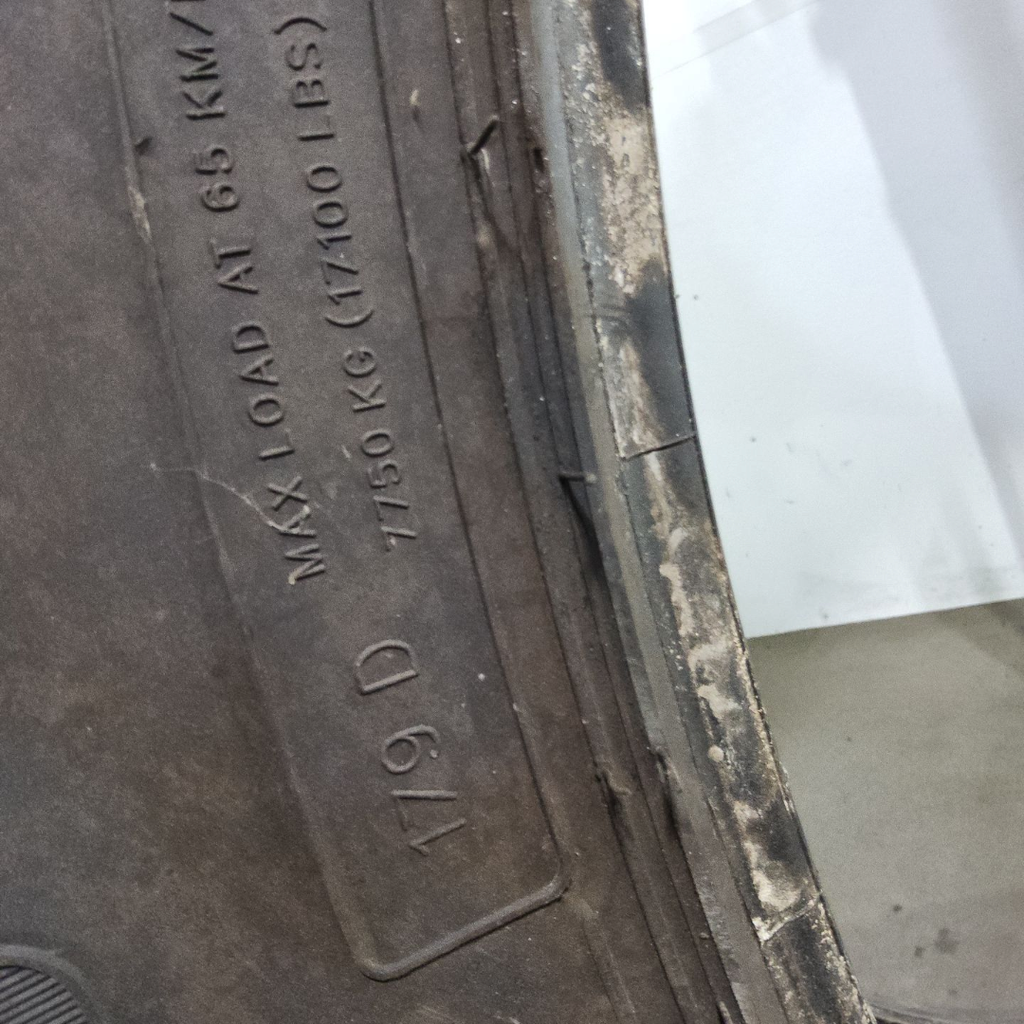 179 D
MAX LOAD AT 65 KM/
7750 KG (17100 LBS)